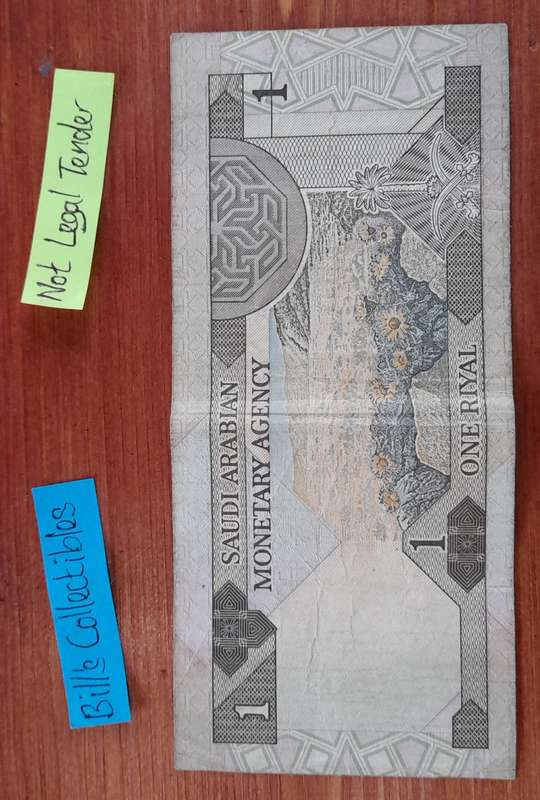 Not Legal Tender
Bill's Collectibles
1
SAUDI ARABIAN
MONETARY AGENCY
1
1
ONE RIYAL